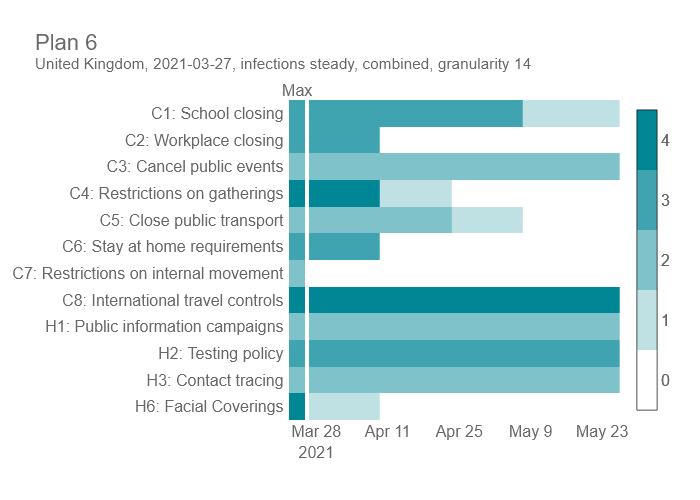 Plan 6
United Kingdom, 2021-03-27, infections steady, combined, granularity 14
Max
C1: School closing
C2: Workplace closing
C3: Cancel public events
C4: Restrictions on gatherings
C5: Close public transport
C6: Stay at home requirements
C7: Restrictions on internal movement
C8: International travel controls
H1: Public information campaigns
H2: Testing policy
H3: Contact tracing
H6: Facial Coverings
Mar 28 Apr 11 Apr 25 May 9 May 23
2021
4
3
2
1
0